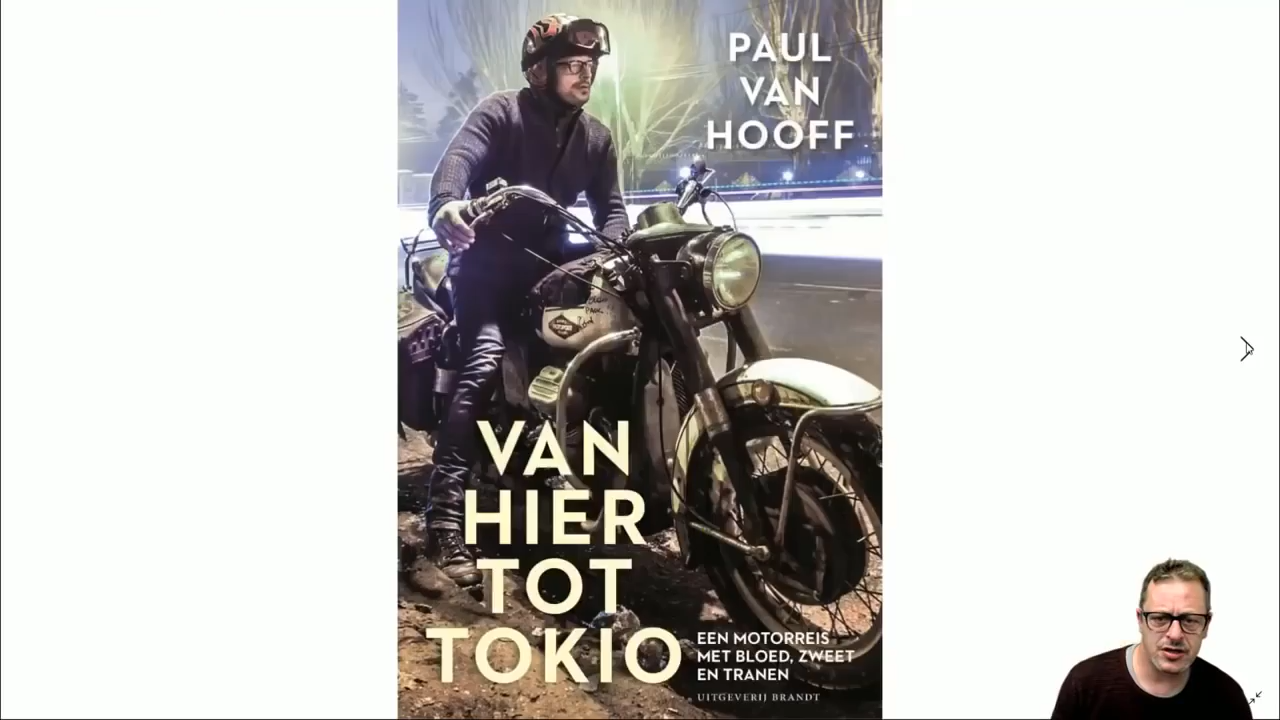 PAUL
VAN
HOOFF
VAN
HIER
TOT
TOKIO
EEN MOTORREIS
MET BLOED, ZWEET
EN TRANEN
UITGEVERIJ BRANDT